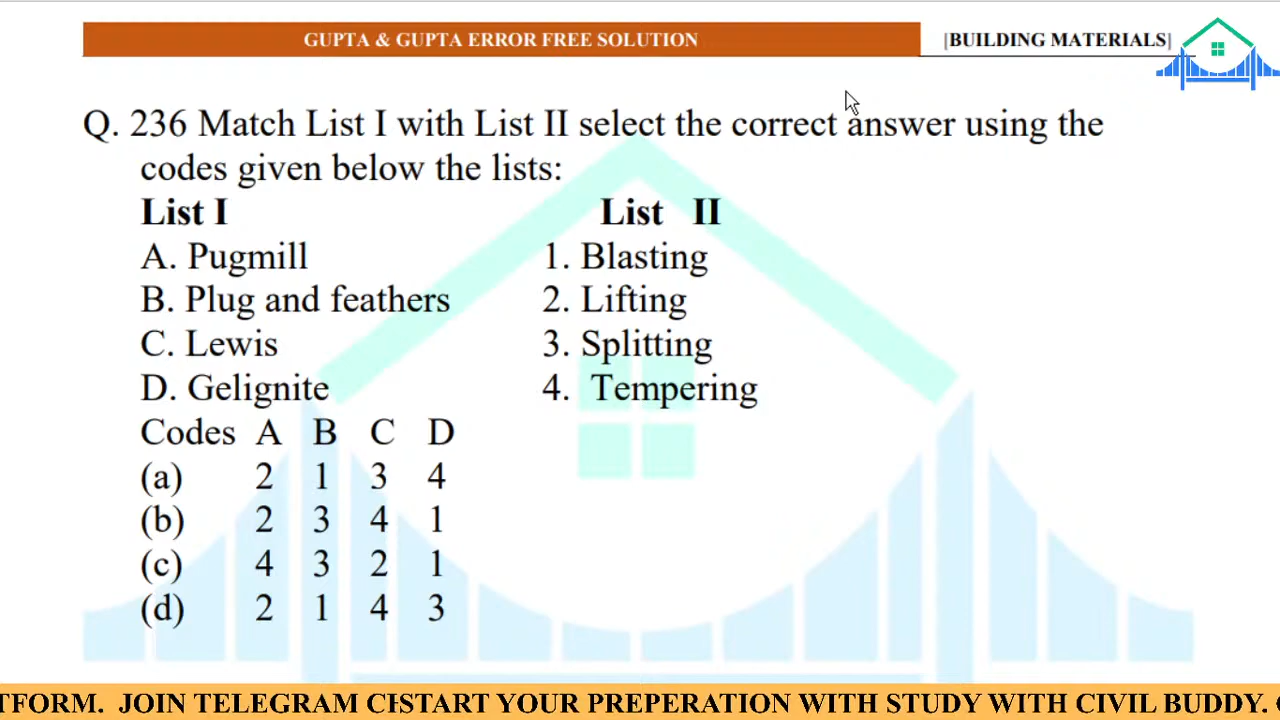 GUPTA & GUPTA ERROR FREE SOLUTION
|BUILDING MATERIALS|
Q. 236 Match List I with List II select the correct answer using the
codes given below the lists:
List I List II
A. Pugmill 1. Blasting
B. Plug and feathers 2. Lifting
C. Lewis 3. Splitting
D. Gelignite 4. Tempering
Codes A B C D
(a) 2 1 3 4
(b) 2 3 4 1
(c) 4 3 2 1
(d) 2 1 4 3
TFORM. JOIN TELEGRAM START YOUR PREPERATION WITH STUDY WITH CIVIL BUDDY.